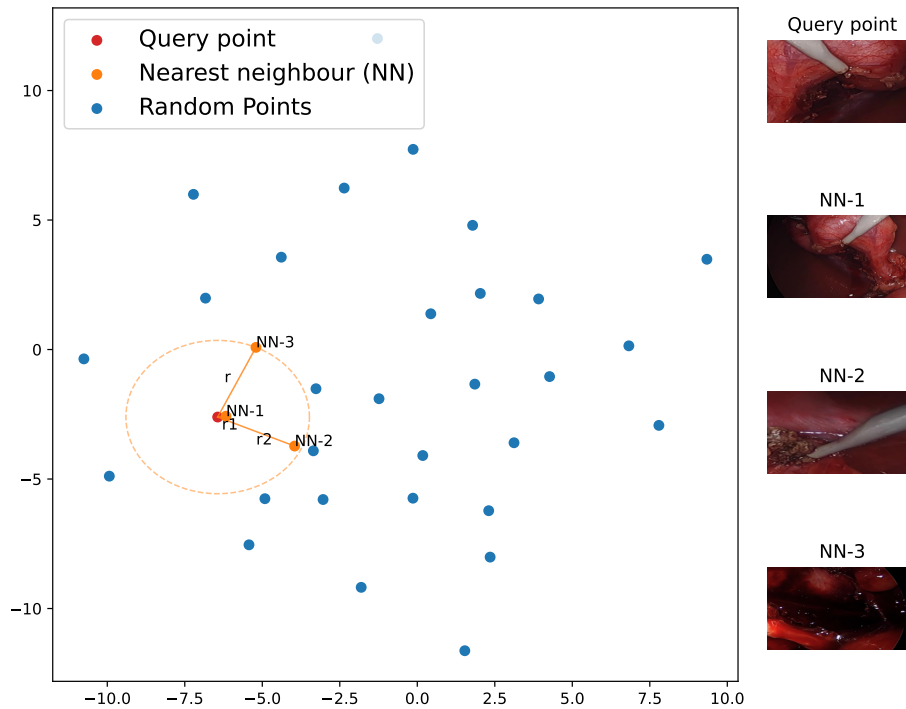 Query point
Nearest neighbour (NN)
Random Points
10
5
0
−5
−10
NN-3
r
NN-1
r1
r2
NN-2
−10.0
−7.5
−5.0
−2.5
0.0
2.5
5.0
7.5
10.0
Query point
NN-1
NN-2
NN-3